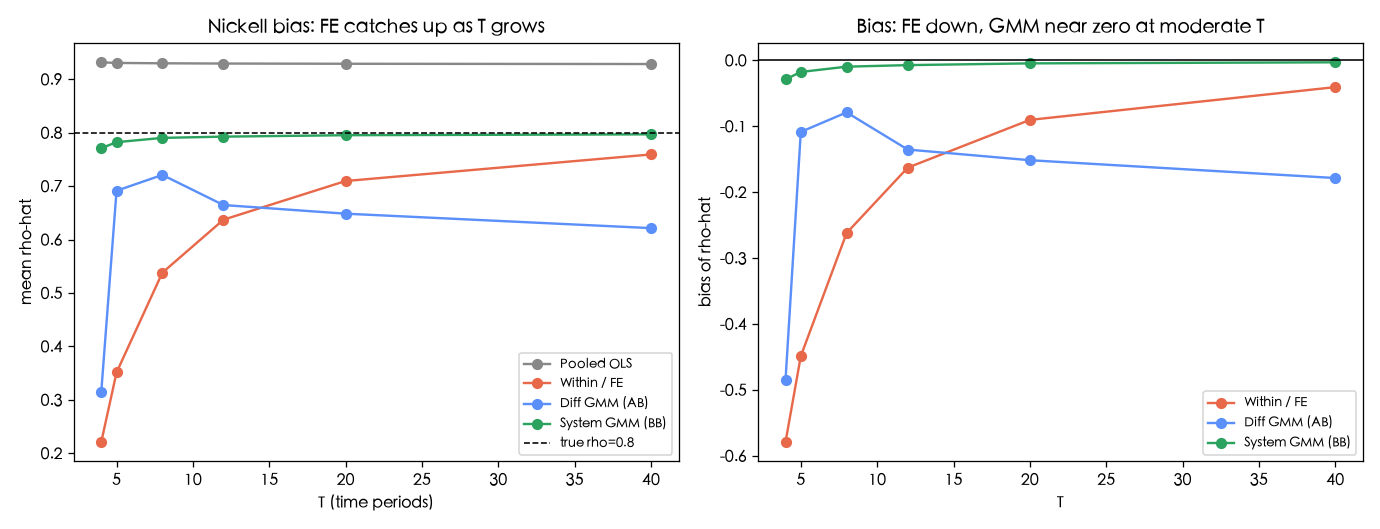 Nickell bias: FE catches up as T grows
0.9
0.8
0.7
0.6
0.5
0.4
0.3
0.2
mean rho-hat
5
10
15
20
25
30
35
40
T (time periods)
Pooled OLS
Within / FE
Diff GMM (AB)
System GMM (BB)
true rho=0.8
Bias: FE down, GMM near zero at moderate T
-0.0
-0.1
-0.2
-0.3
-0.4
-0.5
-0.6
bias of rho-hat
5
10
15
20
25
30
35
40
T
Within / FE
Diff GMM (AB)
System GMM (BB)